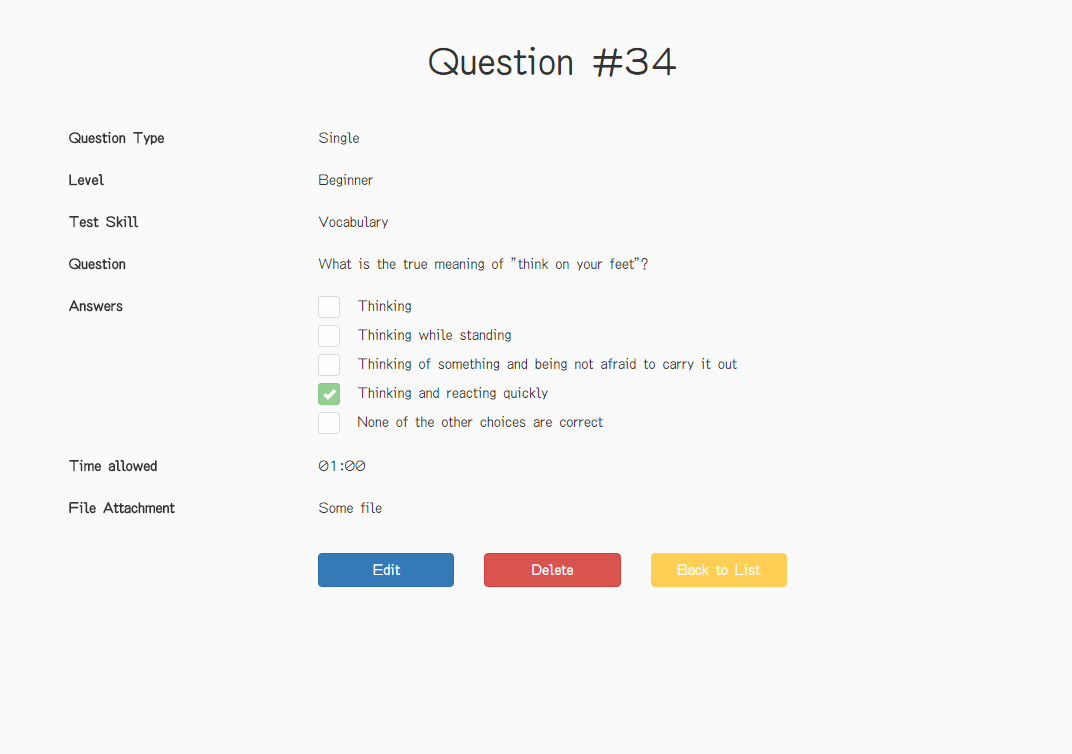 Question #34
Question Type Single
Level Beginner
Test Skill Vocabulary
Question What is the true meaning of "think on your feet"?
Answers Thinking
Thinking while standing
Thinking of something and being not afraid to carry it out
Thinking and reacting quickly
None of the other choices are correct
Time allowed 01:00
File Attachment Some file
Edit Delete Back to List